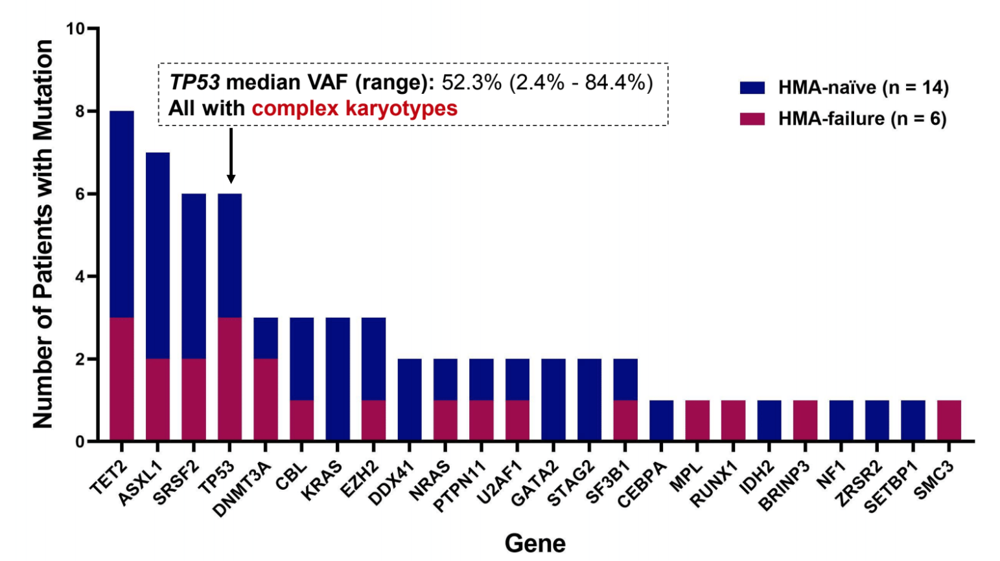 10
8
6
4
2
0
Number of Patients with Mutation
TP53 median VAF (range): 52.3% (2.4% - 84.4%)
All with complex karyotypes
HMA-naïve (n = 14)
HMA-failure (n = 6)
TET2
ASXL1
SRSF2
TP53
DNMT3A
CBL
KRAS
EZH2
DDX41
NRAS
PTPN11
U2AF1
GATA2
STAG2
SF3B1
CEBPA
MPL
RUNX1
IDH2
BRINP3
NF1
ZRSR2
SETBP1
SMC3
Gene